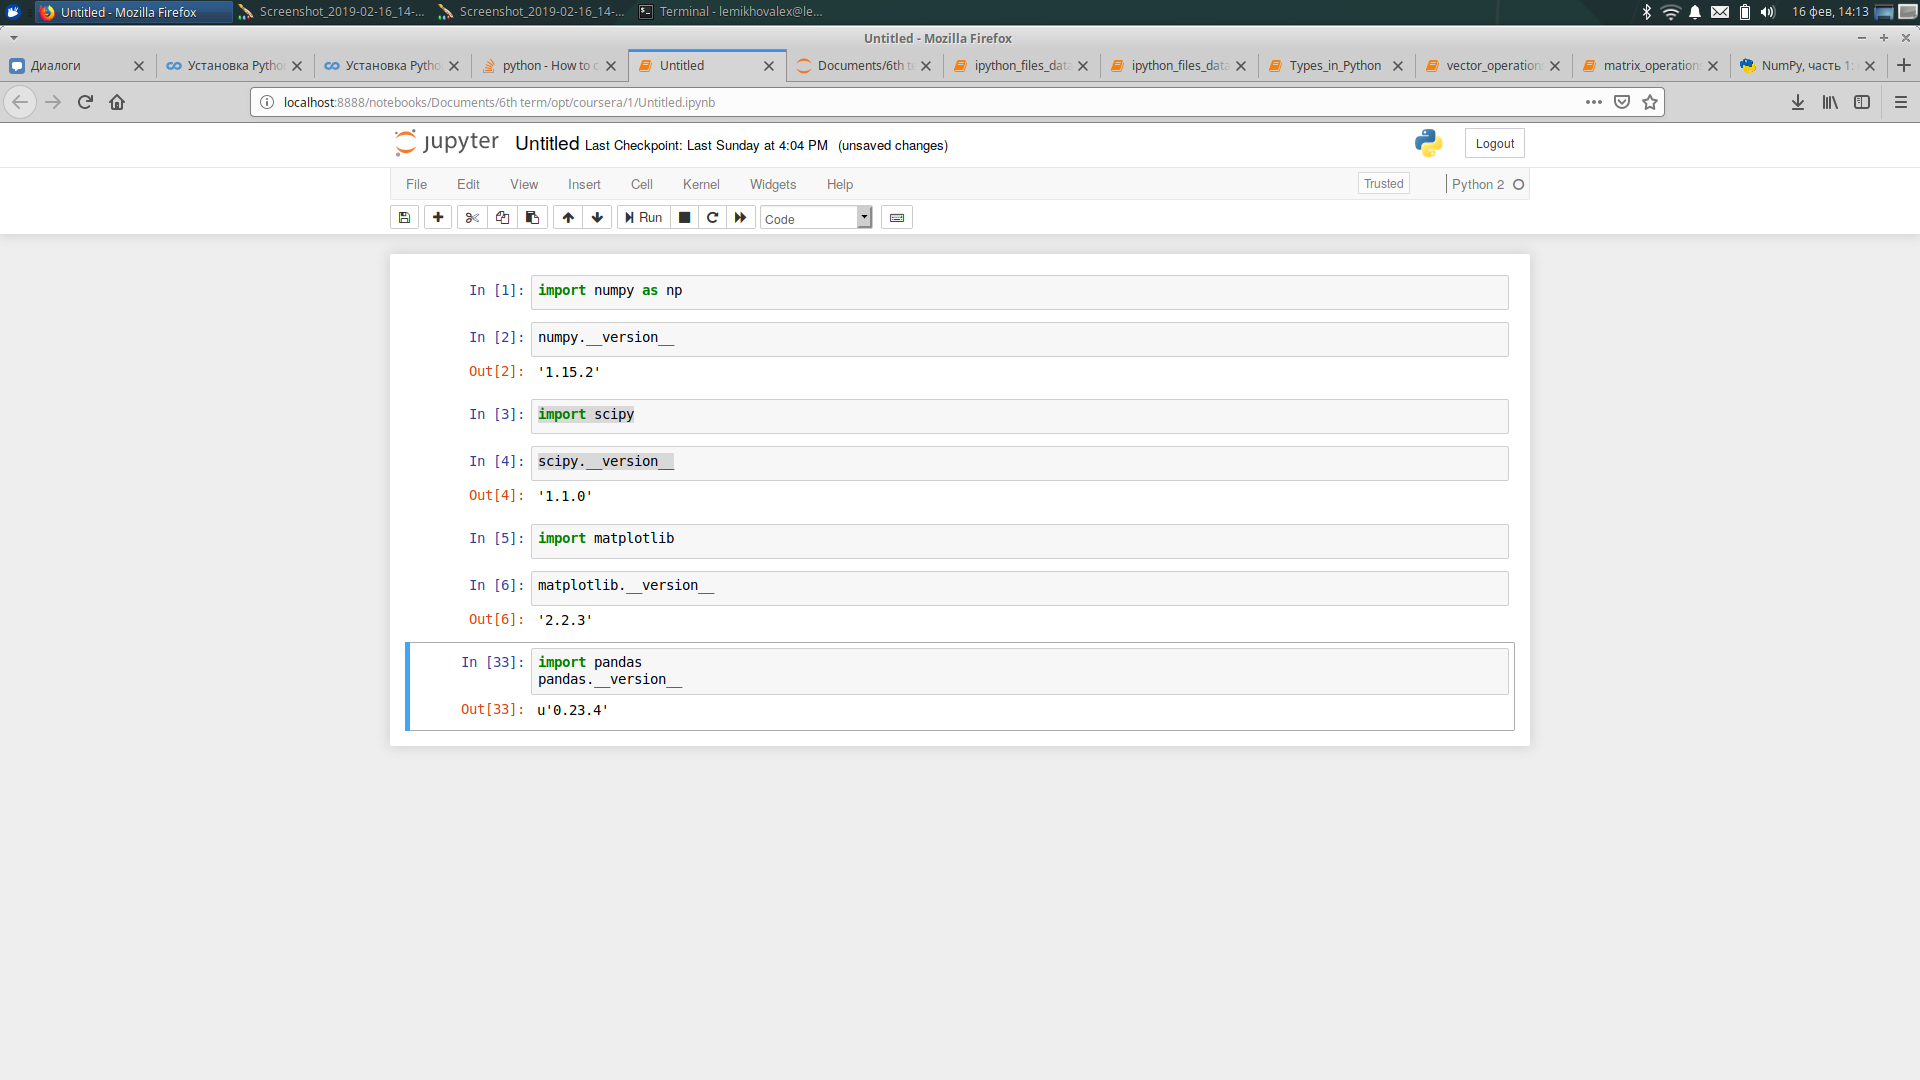 Untitled - Mozilla Firefox
Screenshot_2019-02-16_14-...
Screenshot_2019-02-16_14-...
Terminal - lemikhovalex@le...
16 фев, 14:13
Untitled - Mozilla Firefox
Диалоги
Установка Pytho
Установка Pytho
python - How to c
Untitled
Documents/6th t
ipython_files_data
ipython_files_data
Types_in_Python
vector_operation
matrix_operation
NumPy, часть 1:
localhost:8888/notebooks/Documents/6th term/opt/coursera/1/Untitled.ipynb
jupyter
Untitled Last Checkpoint: Last Sunday at 4:04 PM (unsaved changes)
Logout
File Edit View Insert Cell Kernel Widgets Help
Trusted
Python 2
Run
Code
In [1]: import numpy as np
In [2]: numpy.__version__
Out[2]: '1.15.2'
In [3]: import scipy
In [4]: scipy.__version__
Out[4]: '1.1.0'
In [5]: import matplotlib
In [6]: matplotlib.__version__
Out[6]: '2.2.3'
In [33]: import pandas
pandas.__version__
Out[33]: u'0.23.4'